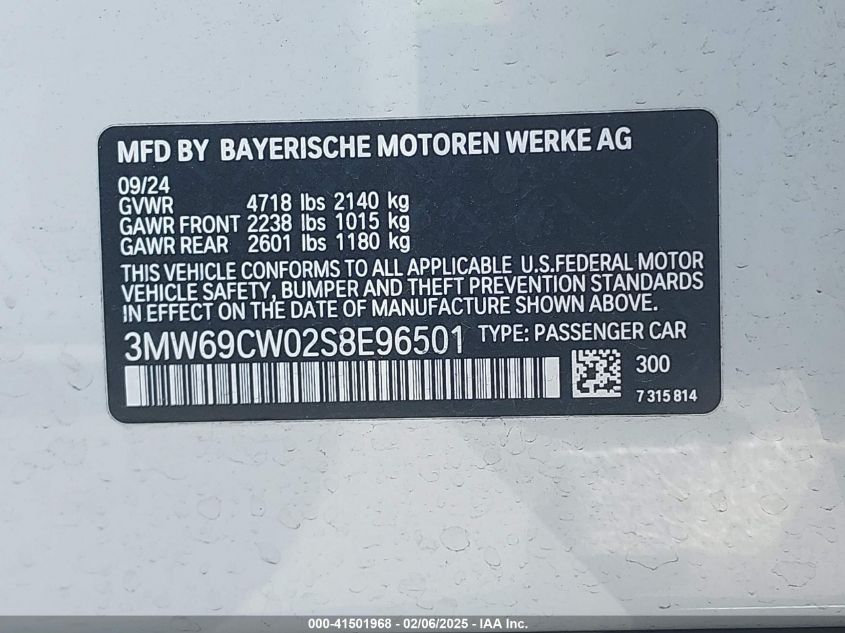 MFD BY BAYERISCHE MOTOREN WERKE AG
09/24
GVWR 4718 lbs 2140 kg
GAWR FRONT 2238 lbs 1015 kg
GAWR REAR 2601 lbs 1180 kg
THIS VEHICLE CONFORMS TO ALL APPLICABLE U.S.FEDERAL MOTOR
VEHICLE SAFETY, BUMPER AND THEFT PREVENTION STANDARDS
IN EFFECT ON THE DATE OF MANUFACTURE SHOWN ABOVE.
3MW69CW02S8E96501 TYPE: PASSENGER CAR
300
7 315 814
000-41501968 - 02/06/2025 - IAA Inc.